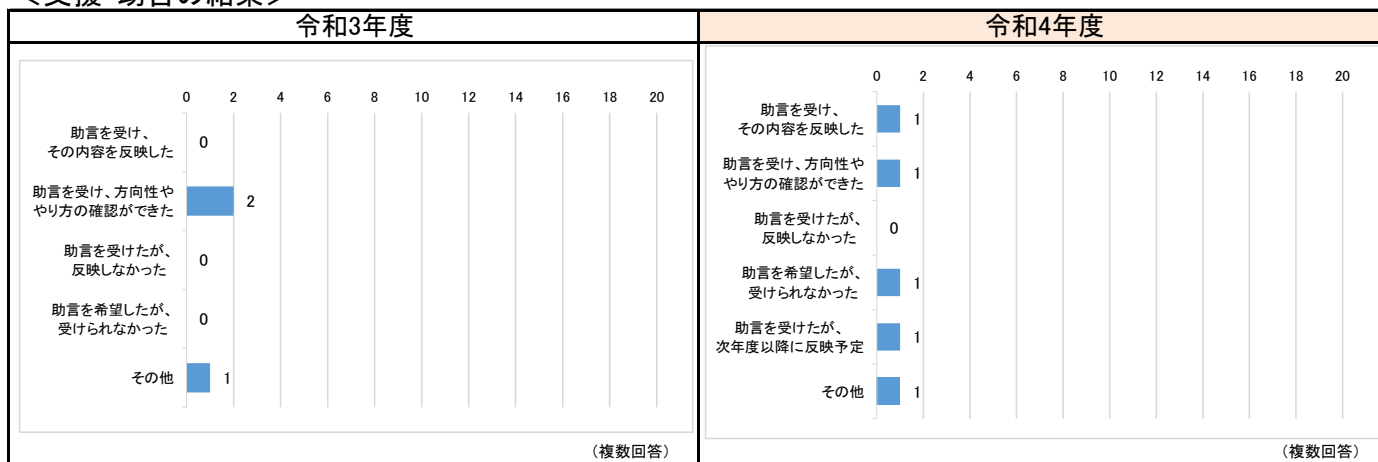 令和3年度
0 2 4 6 8 10 12 14 16 18 20
助言を受け、
その内容を反映した
0
助言を受け、方向性や
やり方の確認ができた
2
助言を受けたが、
反映しなかった
0
助言を希望したが、
受けられなかった
0
その他
1
（複数回答）
令和4年度
0 2 4 6 8 10 12 14 16 18 20
助言を受け、
その内容を反映した
1
助言を受け、方向性や
やり方の確認ができた
1
助言を受けたが、
反映しなかった
0
助言を希望したが、
受けられなかった
1
助言を受けたが、
次年度以降に反映予定
1
その他
1
（複数回答）